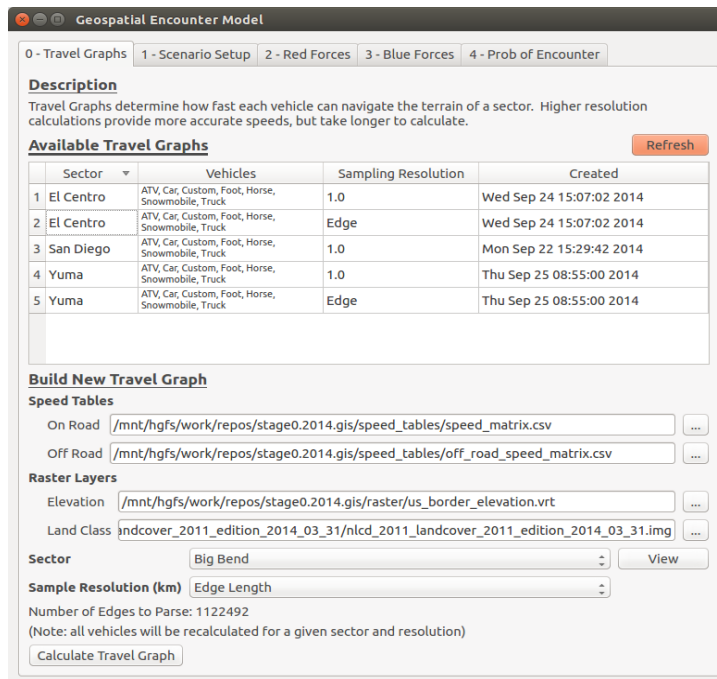 Geospatial Encounter Model
0 - Travel Graphs 1 - Scenario Setup 2 - Red Forces 3 - Blue Forces 4 - Prob of Encounter
Description
Travel Graphs determine how fast each vehicle can navigate the terrain of a sector. Higher resolution
calculations provide more accurate speeds, but take longer to calculate.
Available Travel Graphs Refresh
Sector Vehicles Sampling Resolution Created
1 El Centro ATV, Car, Custom, Foot, Horse, Snowmobile, Truck 1.0 Wed Sep 24 15:07:02 2014
2 El Centro ATV, Car, Custom, Foot, Horse, Snowmobile, Truck Edge Wed Sep 24 15:07:02 2014
3 San Diego ATV, Car, Custom, Foot, Horse, Snowmobile, Truck 1.0 Mon Sep 22 15:29:42 2014
4 Yuma ATV, Car, Custom, Foot, Horse, Snowmobile, Truck 1.0 Thu Sep 25 08:55:00 2014
5 Yuma ATV, Car, Custom, Foot, Horse, Snowmobile, Truck Edge Thu Sep 25 08:55:00 2014
Build New Travel Graph
Speed Tables
On Road /mnt/hgfs/work/repos/stage0.2014.gis/speed_tables/speed_matrix.csv ...
Off Road /mnt/hgfs/work/repos/stage0.2014.gis/speed_tables/off_road_speed_matrix.csv ...
Raster Layers
Elevation /mnt/hgfs/work/repos/stage0.2014.gis/raster/us_border_elevation.vrt ...
Land Class andcover_2011_edition_2014_03_31/nlcd_2011_landcover_2011_edition_2014_03_31.img ...
Sector Big Bend View
Sample Resolution (km) Edge Length
Number of Edges to Parse: 1122492
(Note: all vehicles will be recalculated for a given sector and resolution)
Calculate Travel Graph